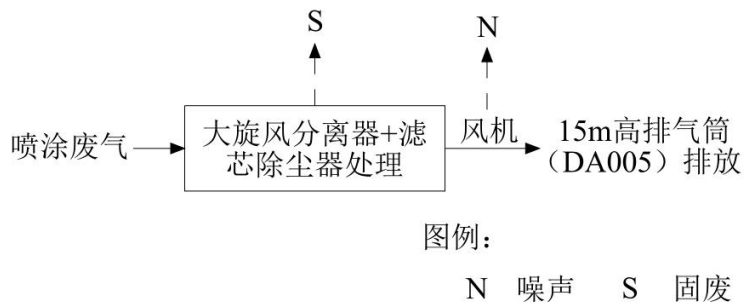 S
N
喷涂废气
大旋风分离器+滤
芯除尘器处理
风机
15m高排气筒
（DA005）排放
图例：
N 噪声 S 固废